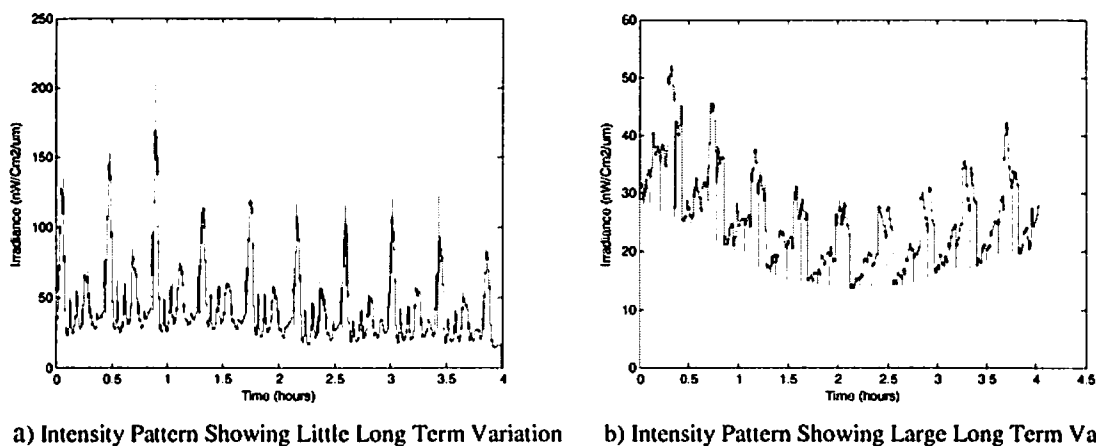 250
200
150
100
50
0
Irradiance (nW/Cm2/um)
0 0.5 1 1.5 2 2.5 3 3.5 4
Time (hours)
60
50
40
30
20
10
0
Irradiance (nW/Cm2/um)
0 0.5 1 1.5 2 2.5 3 3.5 4 4.5
Time (hours)
a) Intensity Pattern Showing Little Long Term Variation
b) Intensity Pattern Showing Large Long Term Va